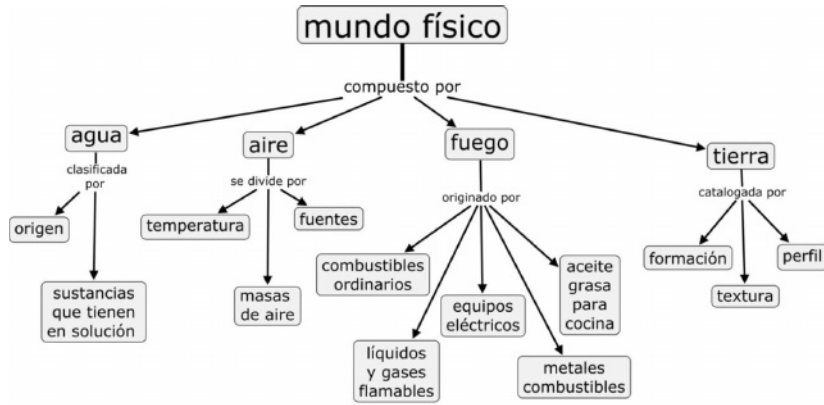 mundo físico
compuesto por
agua
aire
fuego
tierra
clasificada
por
se divide por
originado por
catalogada por
origen
sustancias
que tienen
en solución
temperatura
fuentes
masas
de aire
combustibles
ordinarios
líquidos
y gases
flamables
equipos
eléctricos
metales
combustibles
aceite
grasa
para
cocina
formación
textura
perfil